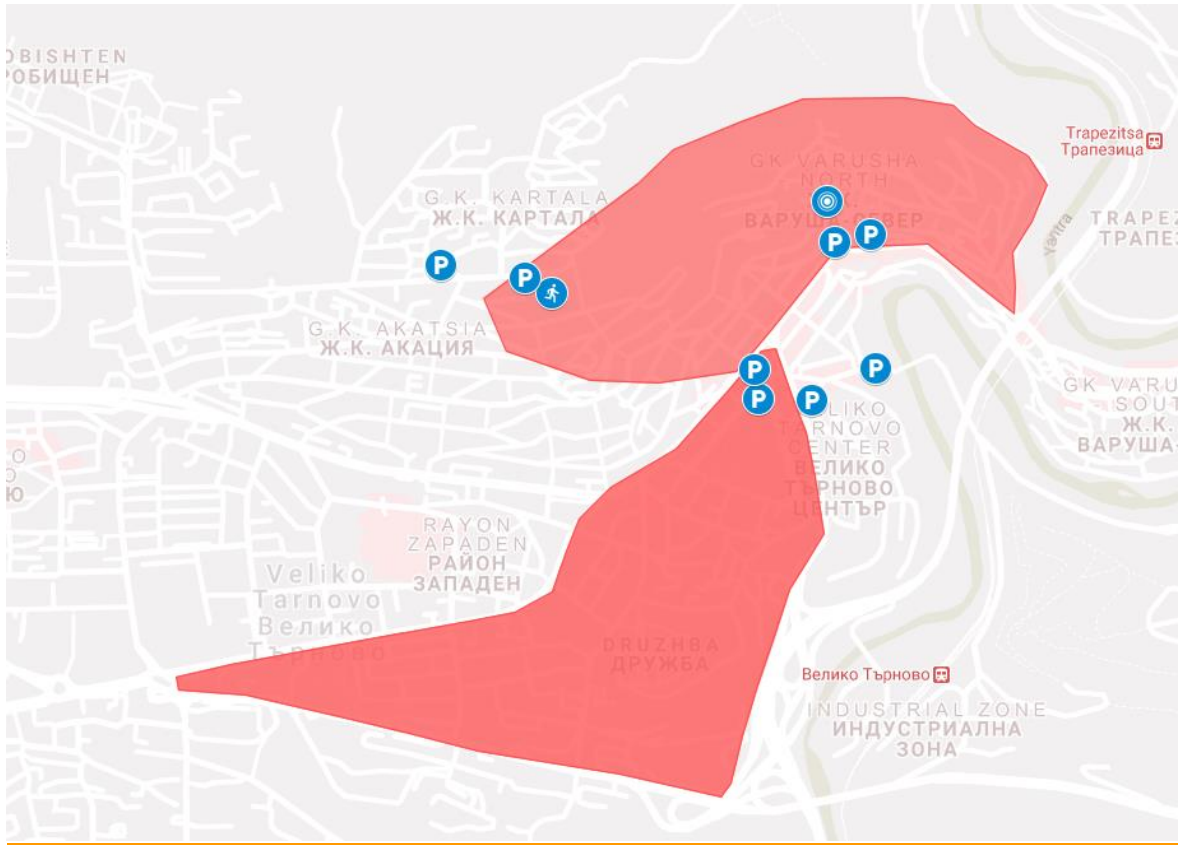 OBISHTEN
РОБИЩЕН
Trapezitsa
Трапезица
GK VARUSHA
NORTH
Ж.К.
ВАРУША-СЕВЕР
G.K. KARTALA
Ж.К. КАРТАЛА
Yantra
TRAPEZ
ТРАПЕЗ
P
P
P
P
G.K. AKATSIA
Ж.К. АКАЦИЯ
P
P
P
P
GK VARU
SOUT
Ж.К.
ВАРУША-
VELIKO
TARNOVO
CENTER
ВЕЛИКО
ТЪРНОВО
ЦЕНТЪР
O
O
Ю
RAYON
ZAPADEN
РАЙОН
ЗАПАДЕН
Veliko
Tarnovo
Велико
Търново
DRUZHBA
ДРУЖБА
Велико Търново
INDUSTRIAL ZONE
ИНДУСТРИАЛНА
ЗОНА